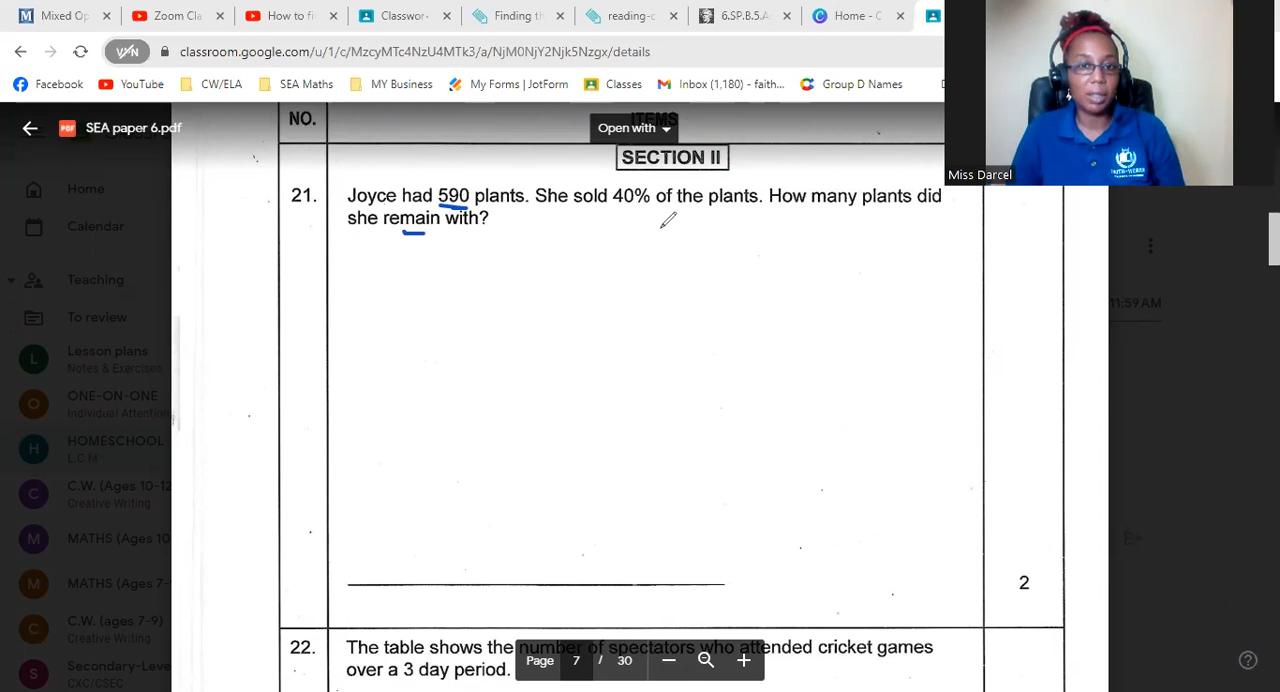 Mixed Op
Zoom Cla
How to fi
Classwor
Finding th
reading-c
6.SP.B.5.A
Home - C
classroom.google.com/u/1/c/MzcyMTc4NzU4MTk3/a/NjM0NjY2Njk5Nzgx/details
Facebook
YouTube
CW/ELA
SEA Maths
My Business
My Forms | JotForm
Classes
Inbox (1,180) - faith...
Group D Names
Miss Darcel
PDF SEA paper 6.pdf
Open with
NO.
ITEMS
SECTION II
21. Joyce had 590 plants. She sold 40% of the plants. How many plants did
she remain with?
2
22. The table shows the number of spectators who attended cricket games
over a 3 day period.
Page 7 / 30
Home
Calendar
Teaching
To review
L Lesson plans
Notes & Exercises
O ONE-ON-ONE
Individual Attention
H HOMESCHOOL
L.C.M
C C.W. (Ages 10-12
Creative Writing
M MATHS (Ages 10
M MATHS (Ages 7-
C C.W. (ages 7-9)
Creative Writing
S Secondary-Leve
CXC/CSEC
11:59 AM